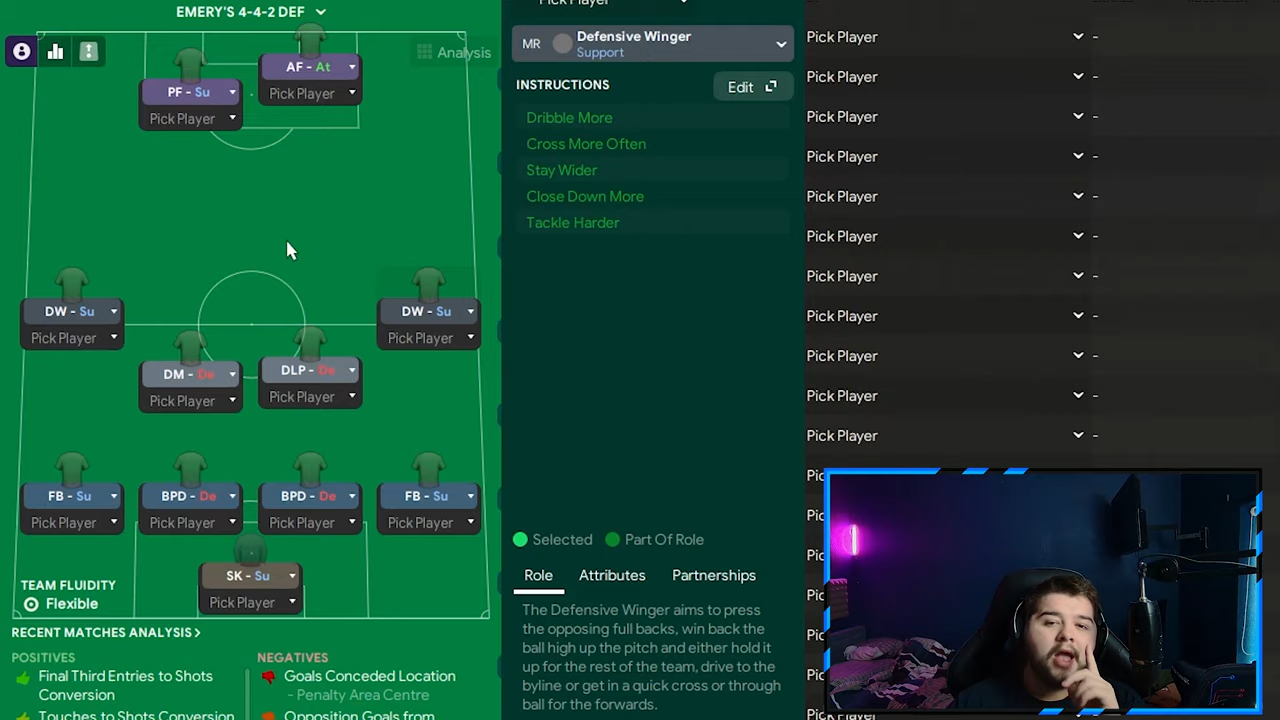 EMERY'S 4-4-2 DEF
Analysis
AF - At
Pick Player
PF - Su
Pick Player
DW - Su
Pick Player
DW - Su
Pick Player
DM - De
Pick Player
DLP - De
Pick Player
FB - Su
Pick Player
BPD - De
Pick Player
BPD - De
Pick Player
FB - Su
Pick Player
SK - Su
Pick Player
TEAM FLUIDITY
Flexible
RECENT MATCHES ANALYSIS >
POSITIVES
Final Third Entries to Shots
Conversion
Touches to Shots Conversion
NEGATIVES
Goals Conceded Location
- Penalty Area Centre
Opposition Goals from
Pick Player
MR
Defensive Winger
Support
INSTRUCTIONS
Edit
Dribble More
Cross More Often
Stay Wider
Close Down More
Tackle Harder
Selected
Part Of Role
Role
Attributes
Partnerships
The Defensive Winger aims to press
the opposing full backs, win back the
ball high up the pitch and either hold it
up for the rest of the team, drive to the
byline or get in a quick cross or through
ball for the forwards.
Pick Player -
Pick Player -
Pick Player -
Pick Player -
Pick Player -
Pick Player -
Pick Player -
Pick Player -
Pick Player -
Pick Player -
Pick Player -